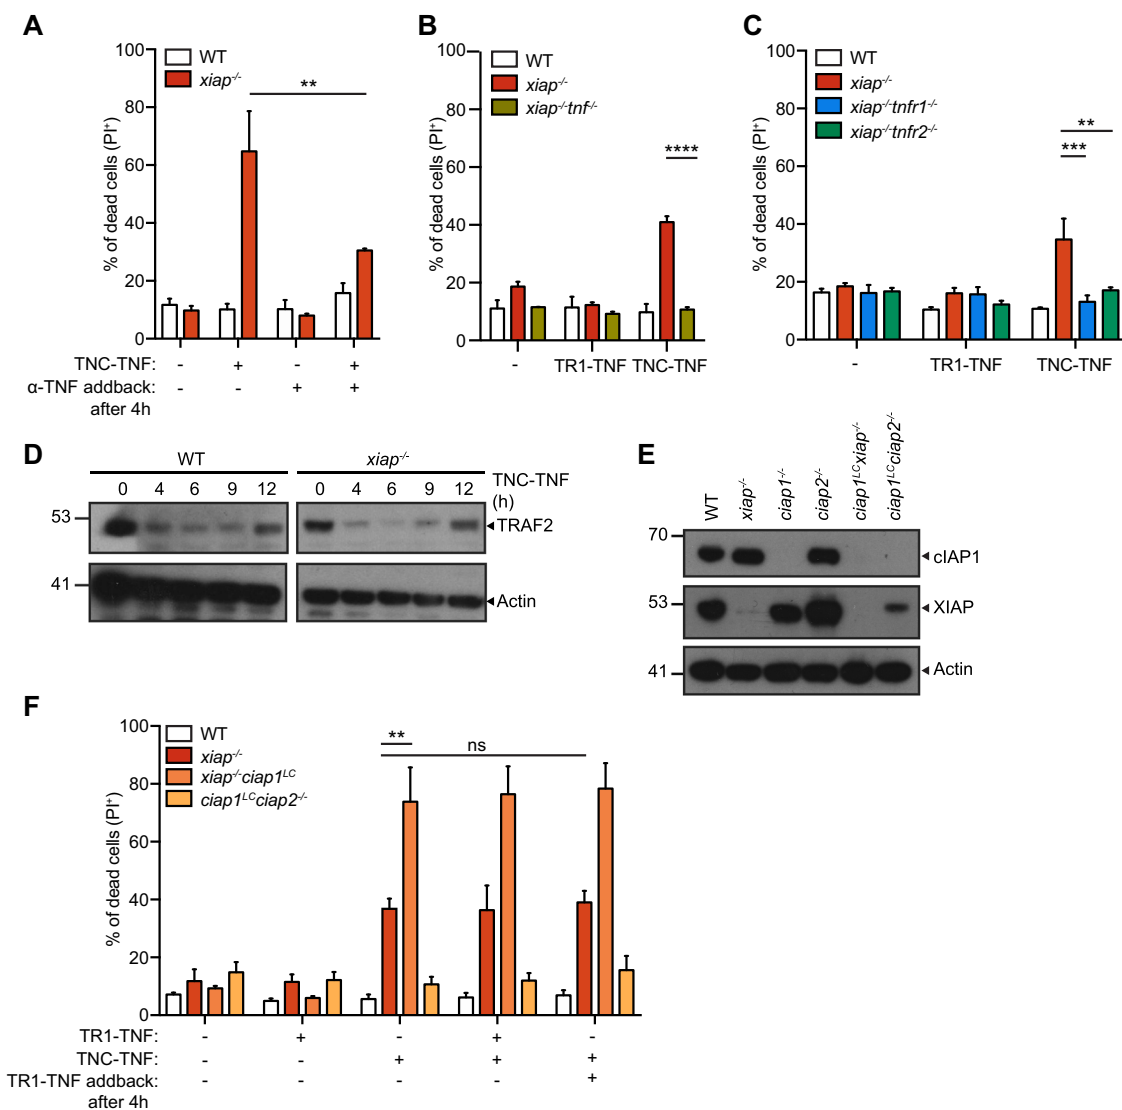 A
100
80
60
40
20
0
% of dead cells (PI⁺)
WT
xiap⁻/⁻
**
TNC-TNF: - + - +
α-TNF addback: - - + +
after 4h
B
100
80
60
40
20
0
% of dead cells (PI⁺)
WT
xiap⁻/⁻
xiap⁻/⁻tnf⁻/⁻
****
- TR1-TNF TNC-TNF
C
100
80
60
40
20
0
% of dead cells (PI⁺)
WT
xiap⁻/⁻
xiap⁻/⁻tnfr1⁻/⁻
xiap⁻/⁻tnfr2⁻/⁻
**
***
- TR1-TNF TNC-TNF
D
WT xiap⁻/⁻
0 4 6 9 12 0 4 6 9 12 TNC-TNF
(h)
53 TRAF2
41 Actin
E
WT xiap⁻/⁻ ciap1⁻/⁻ ciap2⁻/⁻ ciap1ᴸᶜxiap⁻/⁻ ciap1ᴸᶜciap2⁻/⁻
70 cIAP1
53 XIAP
41 Actin
F
100
80
60
40
20
0
% of dead cells (PI⁺)
WT
xiap⁻/⁻
xiap⁻/⁻ciap1ᴸᶜ
ciap1ᴸᶜciap2⁻/⁻
**
ns
TR1-TNF: - + - + -
TNC-TNF: - - + + +
TR1-TNF addback: - - - - +
after 4h